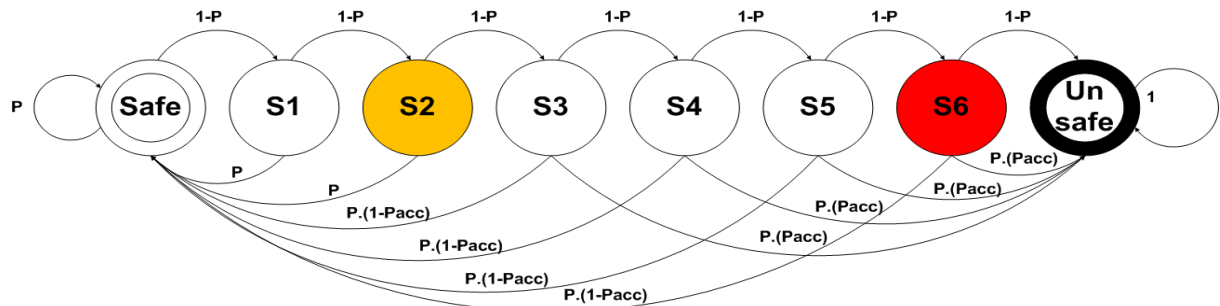 1-P
1-P
1-P
1-P
1-P
1-P
1-P
P
Safe
S1
S2
S3
S4
S5
S6
Un
safe
1
P
P
P.(1-Pacc)
P.(1-Pacc)
P.(1-Pacc)
P.(1-Pacc)
P.(Pacc)
P.(Pacc)
P.(Pacc)
P.(Pacc)